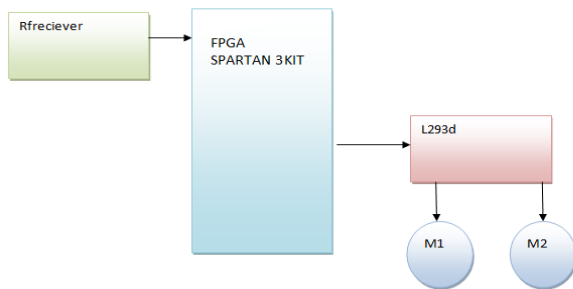 Rfreciever
FPGA
SPARTAN 3KIT
L293d
M1
M2